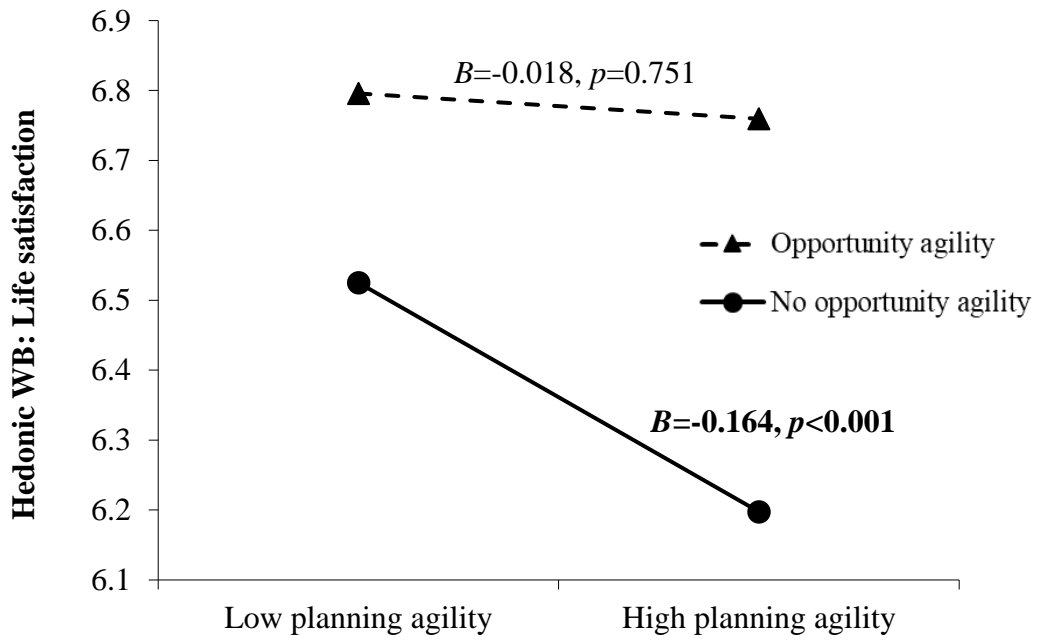 Hedonic WB: Life satisfaction
6.9
6.8
6.7
6.6
6.5
6.4
6.3
6.2
6.1
B=-0.018, p=0.751
Opportunity agility
No opportunity agility
B=-0.164, p<0.001
Low planning agility
High planning agility